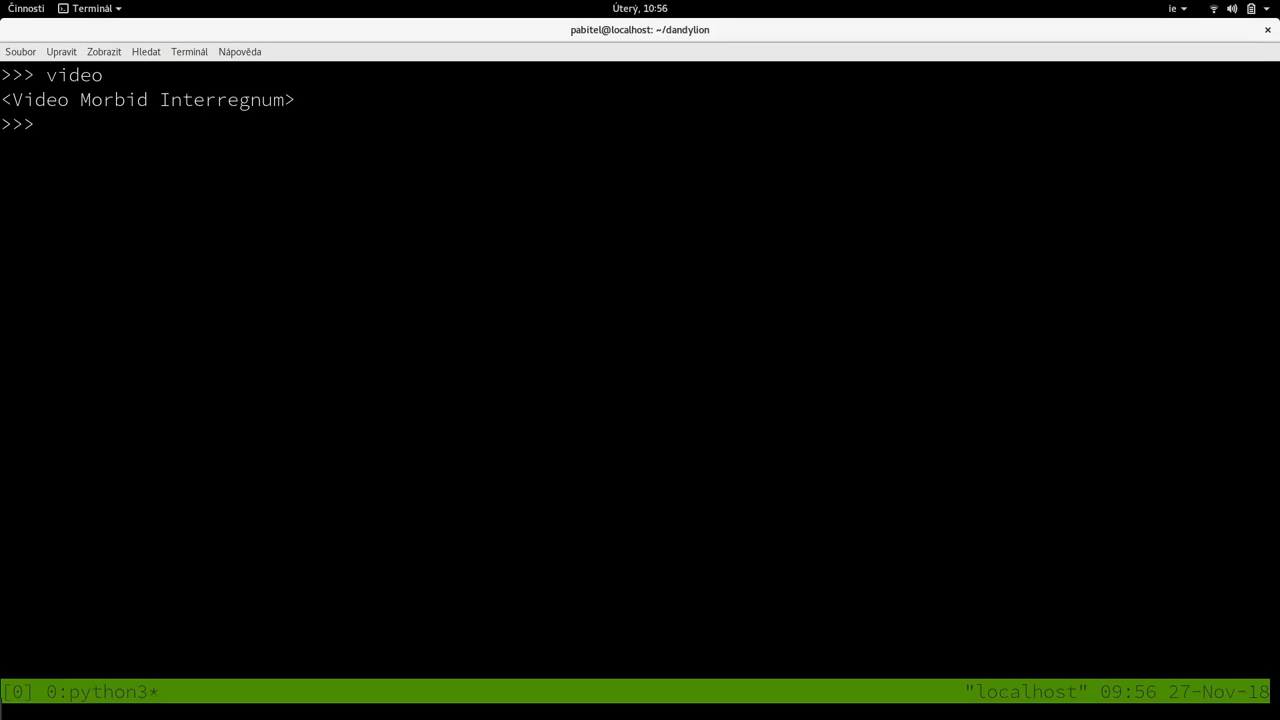 Činnosti Terminál Úterý, 10:56 ie
pabitel@localhost: ~/dandylion ×
Soubor Upravit Zobrazit Hledat Terminál Nápověda
>>> video
<Video Morbid Interregnum>
>>>
[0] 0:python3* "localhost" 09:56 27-Nov-18